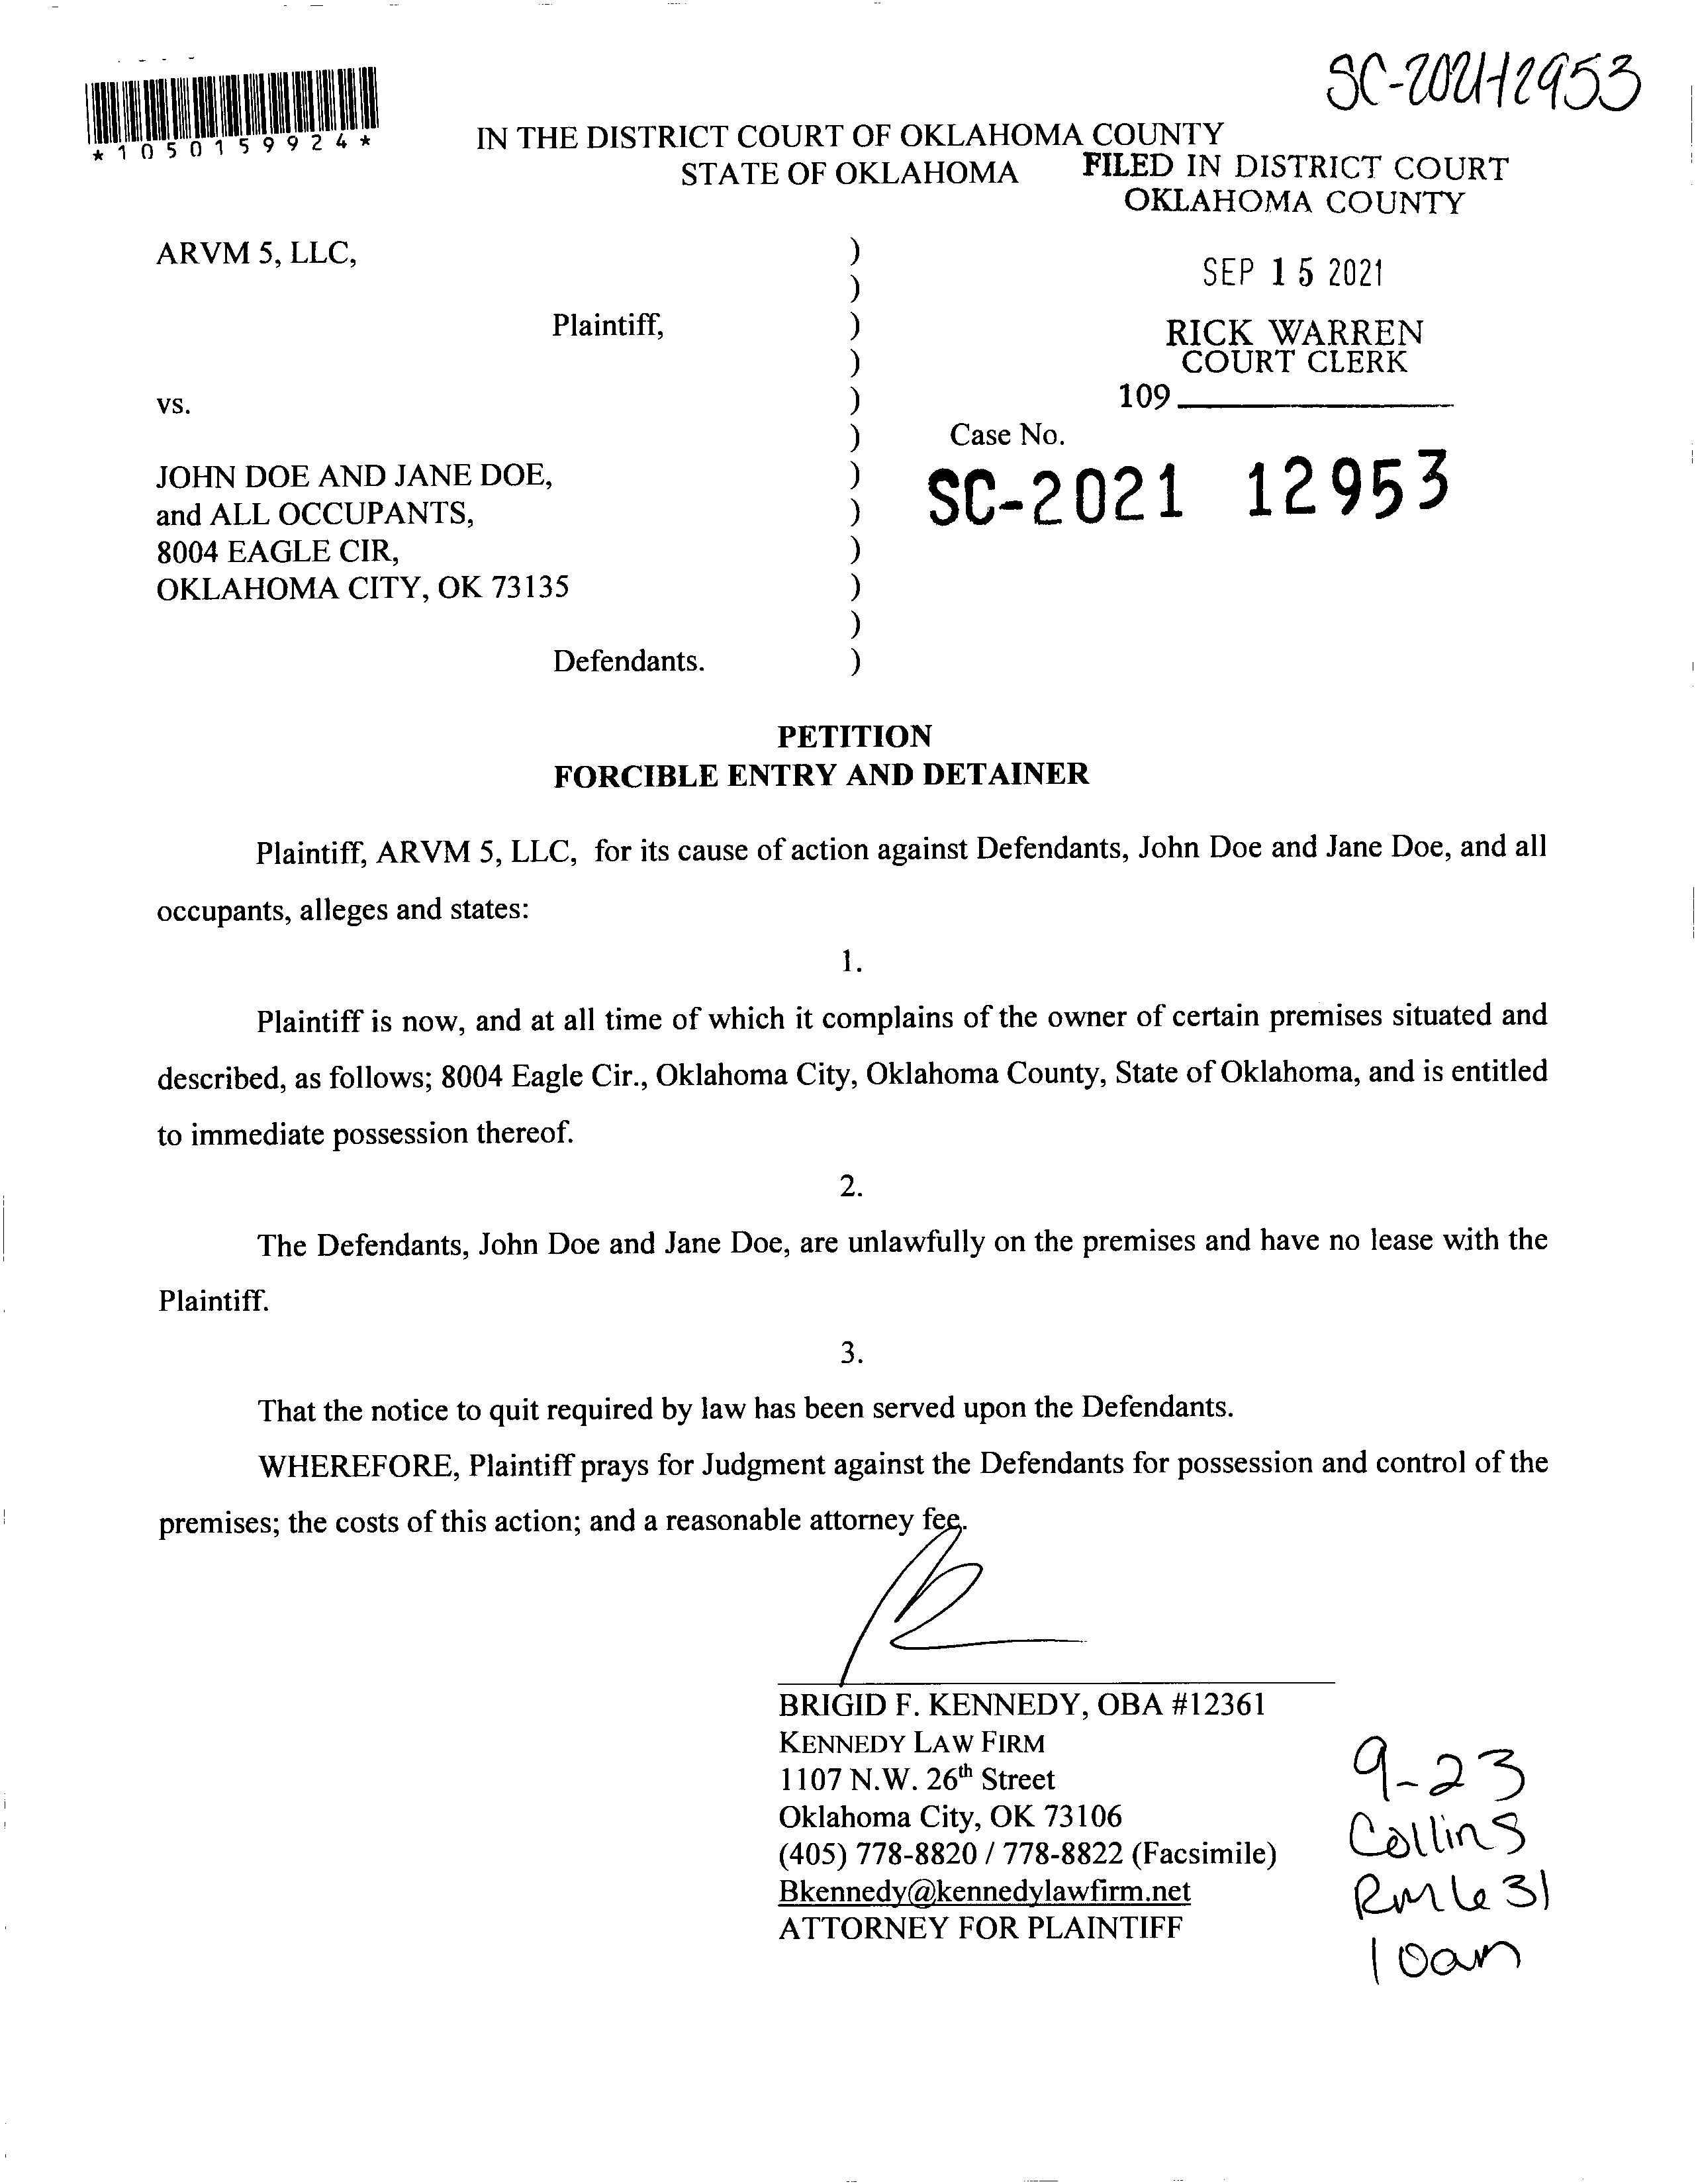 SC-2021-12953
*1050159924*
IN THE DISTRICT COURT OF OKLAHOMA COUNTY
STATE OF OKLAHOMA
FILED IN DISTRICT COURT
OKLAHOMA COUNTY
SEP 15 2021
RICK WARREN
COURT CLERK
109
ARVM 5, LLC,
Plaintiff,
vs.
JOHN DOE AND JANE DOE,
and ALL OCCUPANTS,
8004 EAGLE CIR,
OKLAHOMA CITY, OK 73135
Defendants.
)
)
)
)
)
)
)
)
)
)
)
)
Case No.
SC-2021 12953
PETITION
FORCIBLE ENTRY AND DETAINER
Plaintiff, ARVM 5, LLC, for its cause of action against Defendants, John Doe and Jane Doe, and all
occupants, alleges and states:
1.
Plaintiff is now, and at all time of which it complains of the owner of certain premises situated and
described, as follows; 8004 Eagle Cir., Oklahoma City, Oklahoma County, State of Oklahoma, and is entitled
to immediate possession thereof.
2.
The Defendants, John Doe and Jane Doe, are unlawfully on the premises and have no lease with the
Plaintiff.
3.
That the notice to quit required by law has been served upon the Defendants.
WHEREFORE, Plaintiff prays for Judgment against the Defendants for possession and control of the
premises; the costs of this action; and a reasonable attorney fee.
BRIGID F. KENNEDY, OBA #12361
KENNEDY LAW FIRM
1107 N.W. 26th Street
Oklahoma City, OK 73106
(405) 778-8820 / 778-8822 (Facsimile)
Bkennedy@kennedylawfirm.net
ATTORNEY FOR PLAINTIFF
9-23
Collins
Rm 631
10am